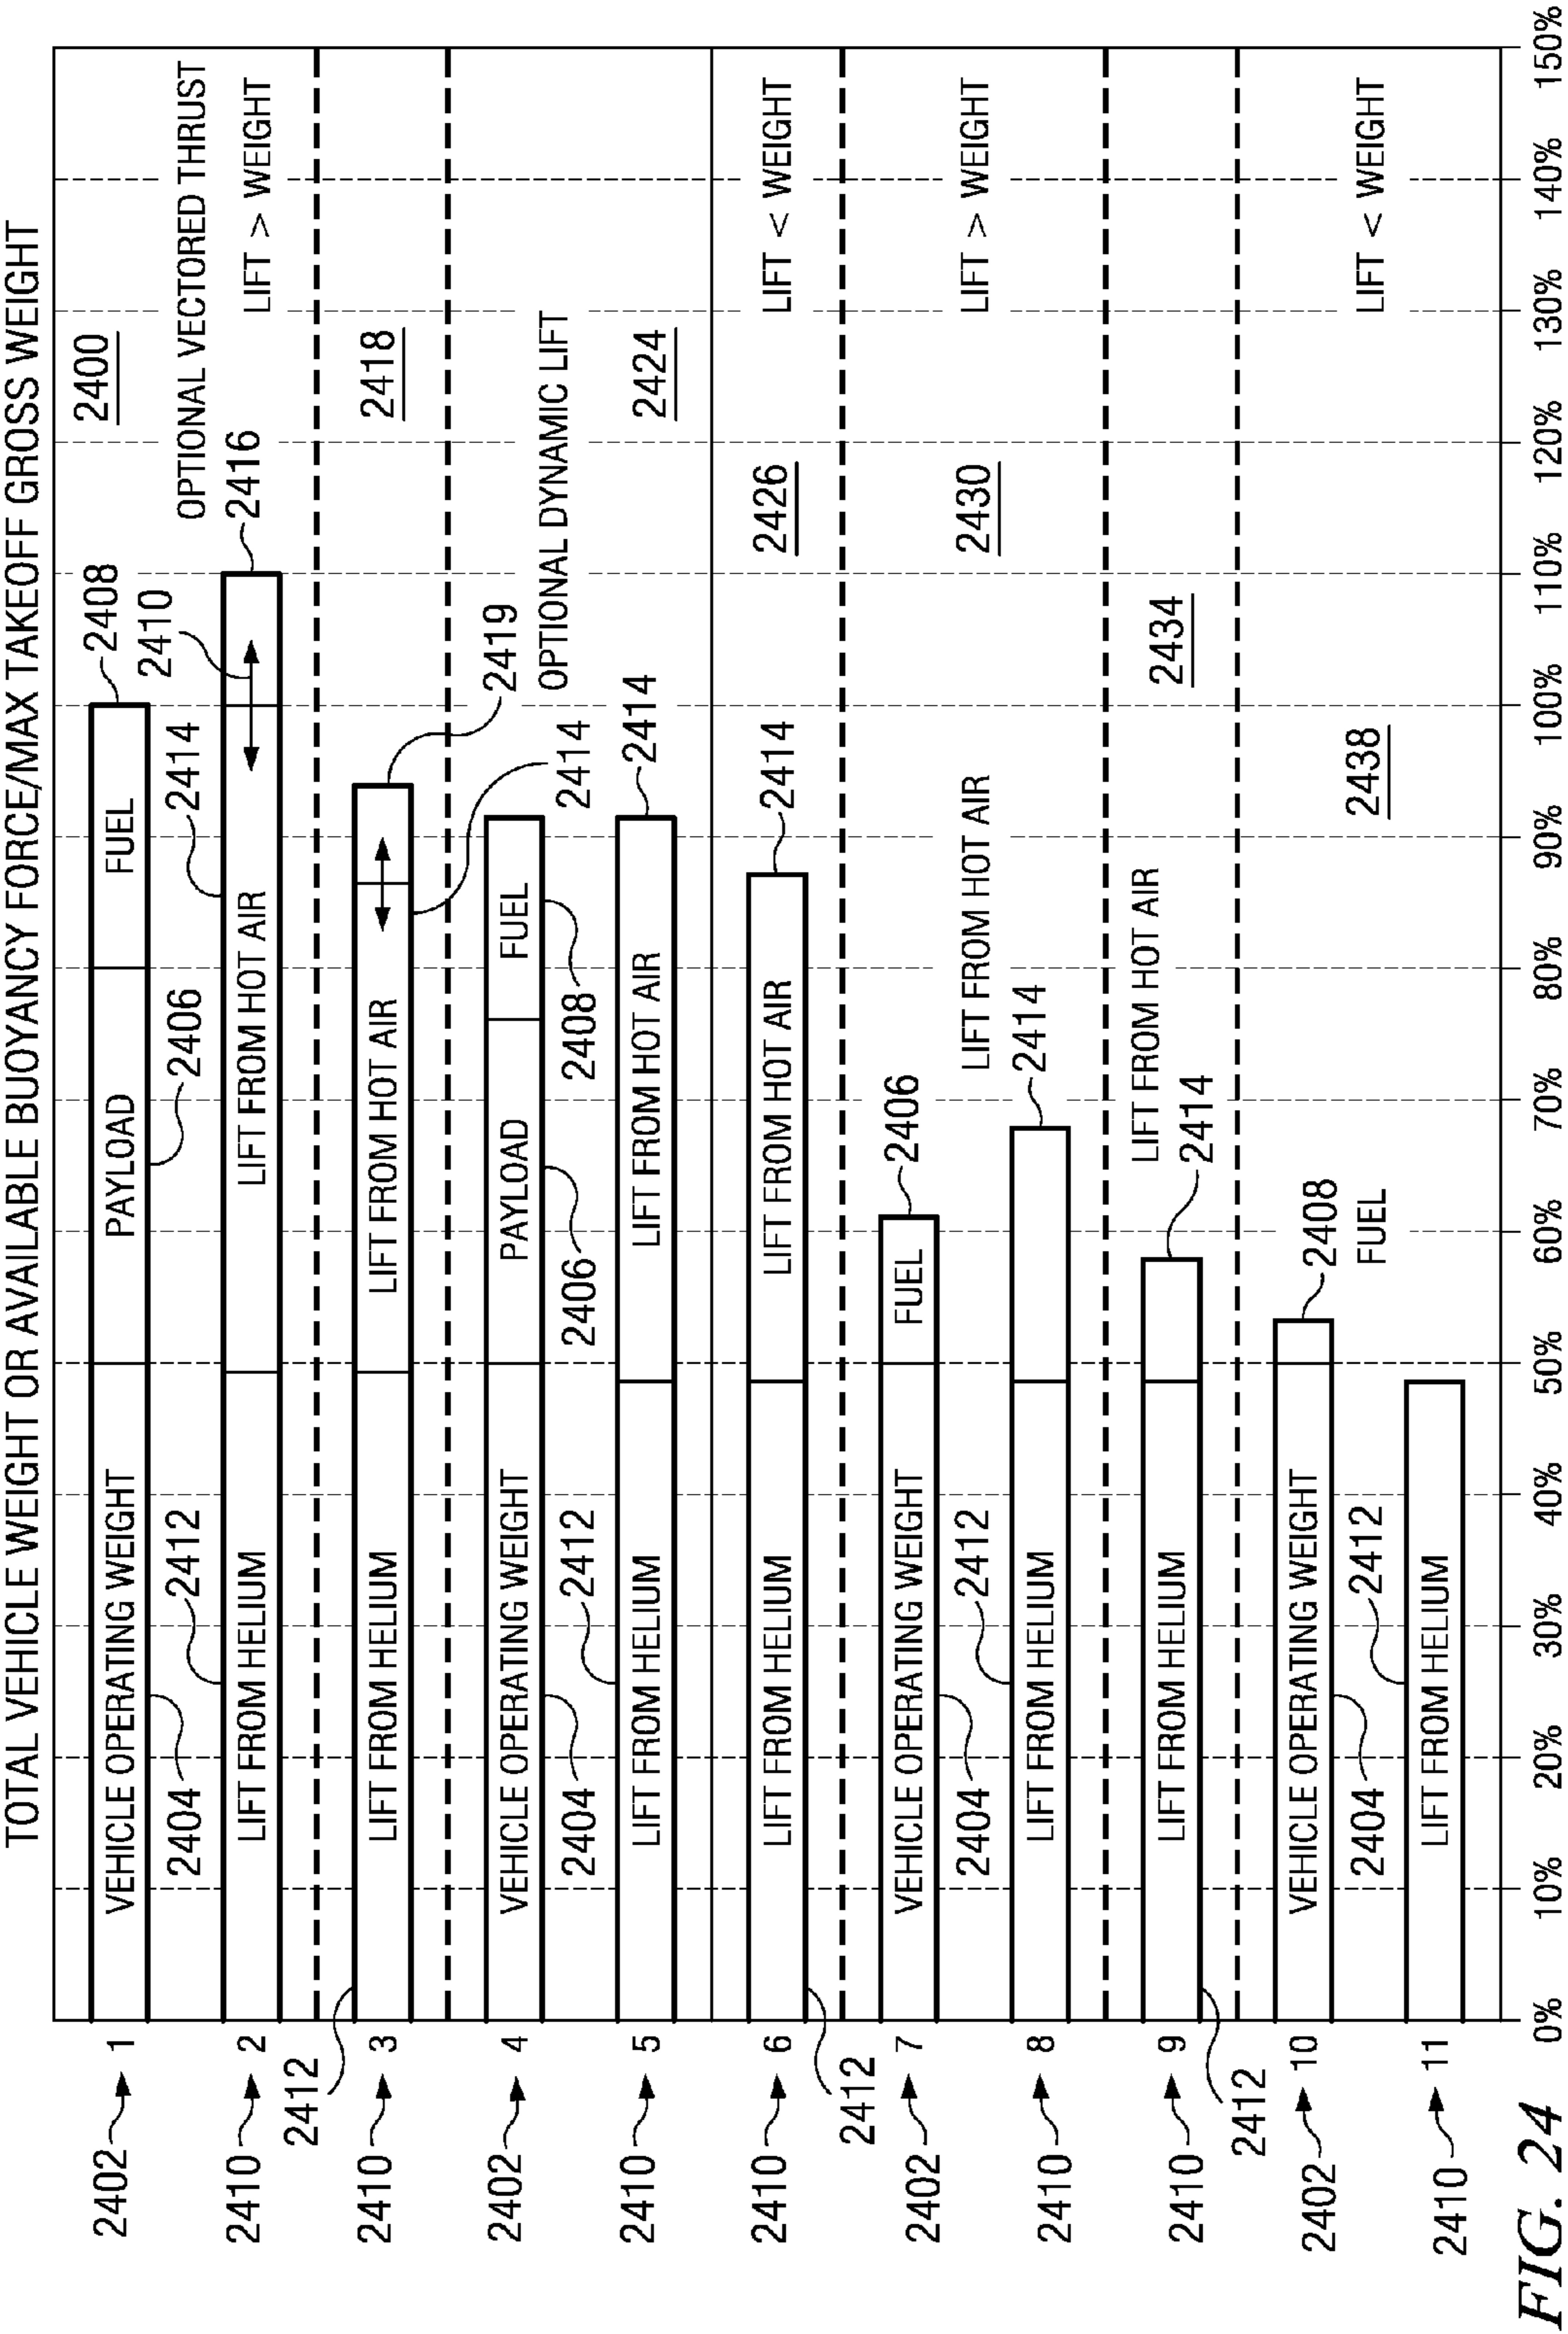 TOTAL VEHICLE WEIGHT OR AVAILABLE BUOYANCY FORCE/MAX TAKEOFF GROSS WEIGHT
2400
2402
1
VEHICLE OPERATING WEIGHT
PAYLOAD
FUEL
2408
2404
2412
2406
2414
2410
OPTIONAL VECTORED THRUST
2410
2
LIFT FROM HELIUM
LIFT FROM HOT AIR
2416
LIFT > WEIGHT
2412
2410
3
LIFT FROM HELIUM
LIFT FROM HOT AIR
2418
2419
2402
4
VEHICLE OPERATING WEIGHT
PAYLOAD
FUEL
OPTIONAL DYNAMIC LIFT
2404
2412
2406
2408
2414
2410
5
LIFT FROM HELIUM
LIFT FROM HOT AIR
2414
2424
2410
6
LIFT FROM HELIUM
LIFT FROM HOT AIR
2414
2426
LIFT < WEIGHT
2412
2402
7
VEHICLE OPERATING WEIGHT
FUEL
2406
2404
2412
LIFT FROM HOT AIR
2430
LIFT > WEIGHT
2410
8
LIFT FROM HELIUM
2414
LIFT FROM HOT AIR
2410
9
LIFT FROM HELIUM
2414
2434
2412
2402
10
VEHICLE OPERATING WEIGHT
2408
FUEL
2404
2412
2438
LIFT < WEIGHT
2410
11
LIFT FROM HELIUM
0% 10% 20% 30% 40% 50% 60% 70% 80% 90% 100% 110% 120% 130% 140% 150%
FIG. 24